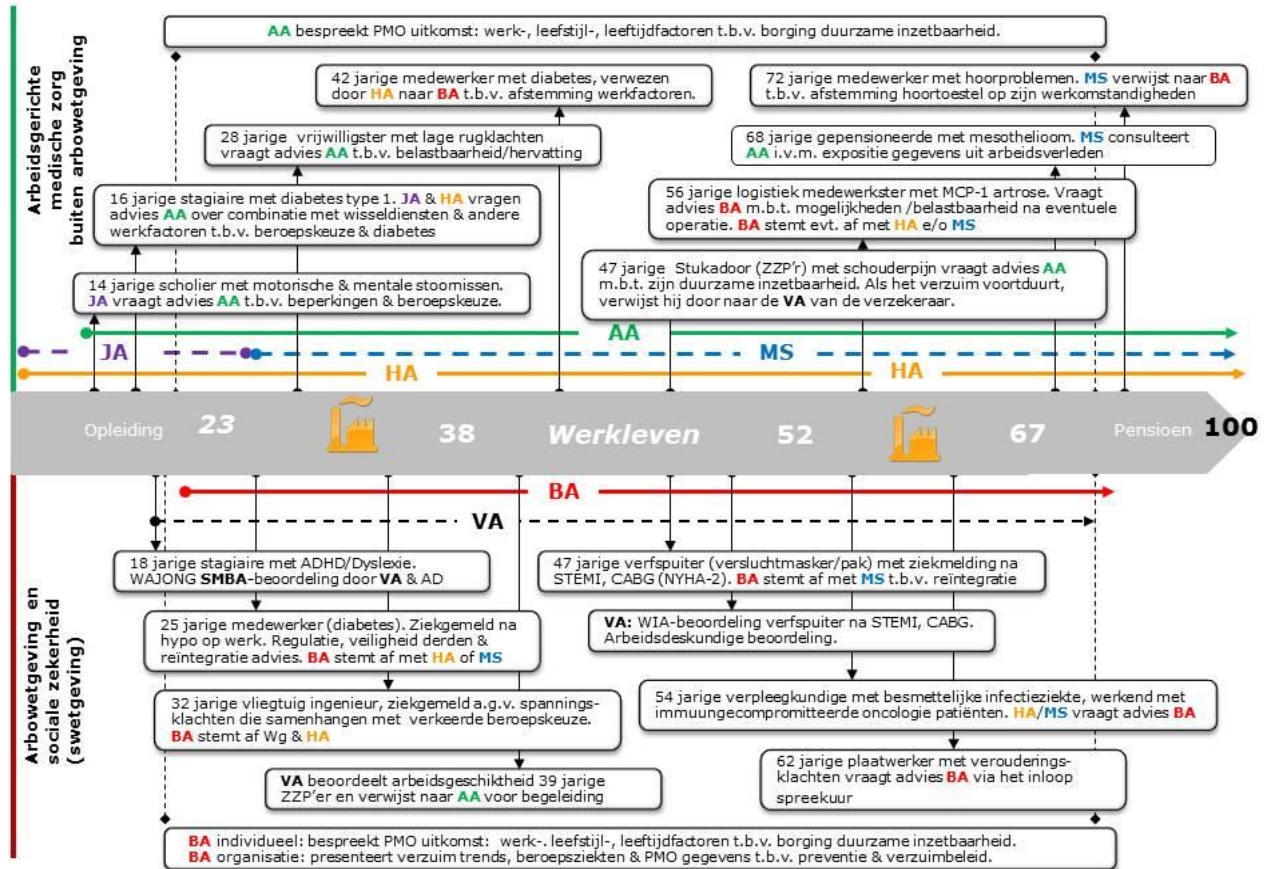 Arbeidsgerichte
medische zorg
buiten arbowetgeving
AA bespreekt PMO uitkomst: werk-, leefstijl-, leeftijdfactoren t.b.v. borging duurzame inzetbaarheid.
42 jarige medewerker met diabetes, verwezen
door HA naar BA t.b.v. afstemming werkfactoren.
72 jarige medewerker met hoorproblemen. MS verwijst naar BA
t.b.v. afstemming hoortoestel op zijn werkomstandigheden
28 jarige vrijwilligster met lage rugklachten
vraagt advies AA t.b.v. belastbaarheid/hervatting
68 jarige gepensioneerde met mesothelioom. MS consulteert
AA i.v.m. expositie gegevens uit arbeidsverleden
16 jarige stagiaire met diabetes type 1. JA & HA vragen
advies AA over combinatie met wisseldiensten & andere
werkfactoren t.b.v. beroepskeuze & diabetes
56 jarige logistiek medewerkster met MCP-1 artrose. Vraagt
advies BA m.b.t. mogelijkheden /belastbaarheid na eventuele
operatie. BA stemt evt. af met HA e/o MS
14 jarige scholier met motorische & mentale stoornissen.
JA vraagt advies AA t.b.v. beperkingen & beroepskeuze.
47 jarige Stukadoor (ZZP'r) met schouderpijn vraagt advies AA
m.b.t. zijn duurzame inzetbaarheid. Als het verzuim voortduurt,
verwijst hij door naar de VA van de verzekeraar.
AA
JA
MS
HA
HA
Opleiding 23 38 Werkleven 52 67 Pensioen 100
BA
VA
Arbowetgeving en
sociale zekerheid
(swetgeving)
18 jarige stagiaire met ADHD/Dyslexie.
WAJONG SMBA-beoordeling door VA & AD
47 jarige verfspuiter (versluchtmasker/pak) met ziekmelding na
STEMI, CABG (NYHA-2). BA stemt af met MS t.b.v. reïntegratie
25 jarige medewerker (diabetes). Ziekgemeld na
hypo op werk. Regulatie, veiligheid derden &
reïntegratie advies. BA stemt af met HA of MS
VA: WIA-beoordeling verfspuiter na STEMI, CABG.
Arbeidsdeskundige beoordeling.
32 jarige vliegtuig ingenieur, ziekgemeld a.g.v. spannings-
klachten die samenhangen met verkeerde beroepskeuze.
BA stemt af Wg & HA
54 jarige verpleegkundige met besmettelijke infectieziekte, werkend met
immuungecompromitteerde oncologie patiënten. HA/MS vraagt advies BA
VA beoordeelt arbeidsgeschiktheid 39 jarige
ZZP'er en verwijst naar AA voor begeleiding
62 jarige plaatwerker met verouderings-
klachten vraagt advies BA via het inloop
spreekuur
BA individueel: bespreekt PMO uitkomst: werk-. leefstijl-, leeftijdfactoren t.b.v. borging duurzame inzetbaarheid.
BA organisatie: presenteert verzuim trends, beroepsziekten & PMO gegevens t.b.v. preventie & verzuimbeleid.